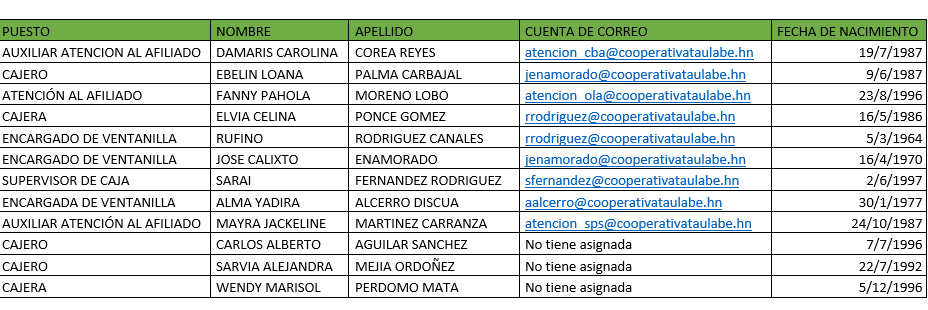 PUESTO NOMBRE APELLIDO CUENTA DE CORREO FECHA DE NACIMIENTO
AUXILIAR ATENCION AL AFILIADO DAMARIS CAROLINA COREA REYES atencion_cba@cooperativataulabe.hn 19/7/1987
CAJERO EBELIN LOANA PALMA CARBAJAL jenamorado@cooperativataulabe.hn 9/6/1987
ATENCIÓN AL AFILIADO FANNY PAHOLA MORENO LOBO atencion_ola@cooperativataulabe.hn 23/8/1996
CAJERA ELVIA CELINA PONCE GOMEZ rrodriguez@cooperativataulabe.hn 16/5/1986
ENCARGADO DE VENTANILLA RUFINO RODRIGUEZ CANALES rrodriguez@cooperativataulabe.hn 5/3/1964
ENCARGADO DE VENTANILLA JOSE CALIXTO ENAMORADO jenamorado@cooperativataulabe.hn 16/4/1970
SUPERVISOR DE CAJA SARAI FERNANDEZ RODRIGUEZ sfernandez@cooperativataulabe.hn 2/6/1997
ENCARGADA DE VENTANILLA ALMA YADIRA ALCERRO DISCUA aalcerro@cooperativataulabe.hn 30/1/1977
AUXILIAR ATENCIÓN AL AFILIADO MAYRA JACKELINE MARTINEZ CARRANZA atencion_sps@cooperativataulabe.hn 24/10/1987
CAJERO CARLOS ALBERTO AGUILAR SANCHEZ No tiene asignada 7/7/1996
CAJERO SARVIA ALEJANDRA MEJIA ORDOÑEZ No tiene asignada 22/7/1992
CAJERA WENDY MARISOL PERDOMO MATA No tiene asignada 5/12/1996